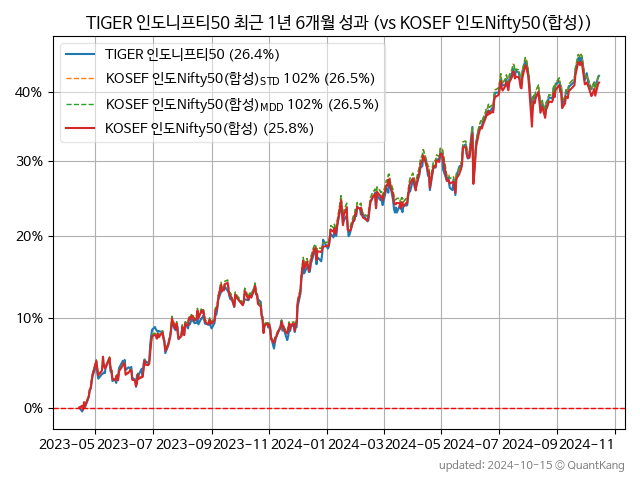 TIGER 인도니프티50 최근 1년 6개월 성과 (vs KOSEF 인도Nifty50(합성))
TIGER 인도니프티50 (26.4%)
KOSEF 인도Nifty50(합성)STD 102% (26.5%)
KOSEF 인도Nifty50(합성)MDD 102% (26.5%)
KOSEF 인도Nifty50(합성) (25.8%)
40%
30%
20%
10%
0%
2023-05 2023-07 2023-09 2023-11 2024-01 2024-03 2024-05 2024-07 2024-09 2024-11
updated: 2024-10-15 © QuantKang